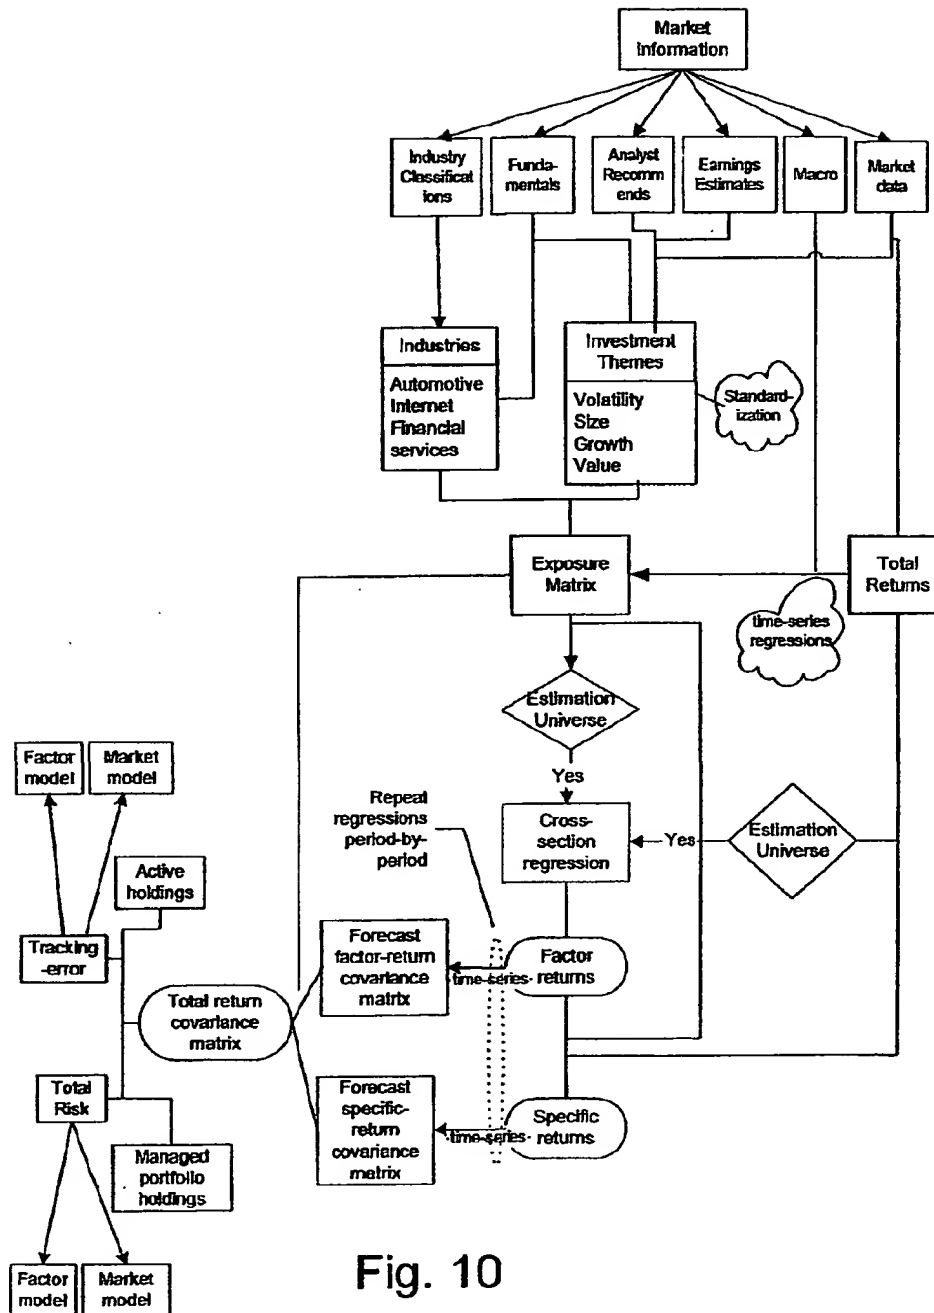 Market
Information
Industry
Classificat
ions
Funda-
mentals
Analyst
Recomm
ends
Earnings
Estimates
Macro
Market
data
Industries
Automotive
Internet
Financial
services
Investment
Themes
Volatility
Size
Growth
Value
Standard-
ization
Exposure
Matrix
Total
Returns
time-series
regressions
Estimation
Universe
Yes
Factor
model
Market
model
Repeat
regressions
period-by-
period
Cross-
section
regression
Yes
Estimation
Universe
Active
holdings
Tracking
-error
Forecast
factor-return
covariance
matrix
time-series
Factor
returns
Total return
covariance
matrix
Total
Risk
Forecast
specific-
return
covariance
matrix
time-series
Specific
returns
Managed
portfolio
holdings
Factor
model
Market
model
Fig. 10